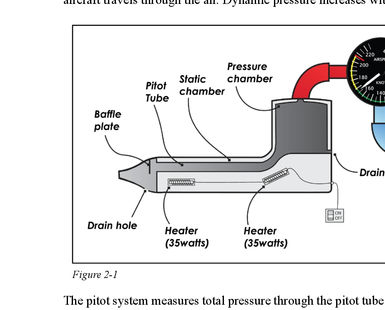 aircraft travels through the air. Dynamic pressure increases wit
Pressure
chamber
Static
chamber
Pitot
Tube
Baffle
plate
220
200
180
160
140
AIRSP
KNO
Drain
ON
OFF
Drain hole
Heater
(35watts)
Heater
(35watts)
Figure 2-1
The pitot system measures total pressure through the pitot tube